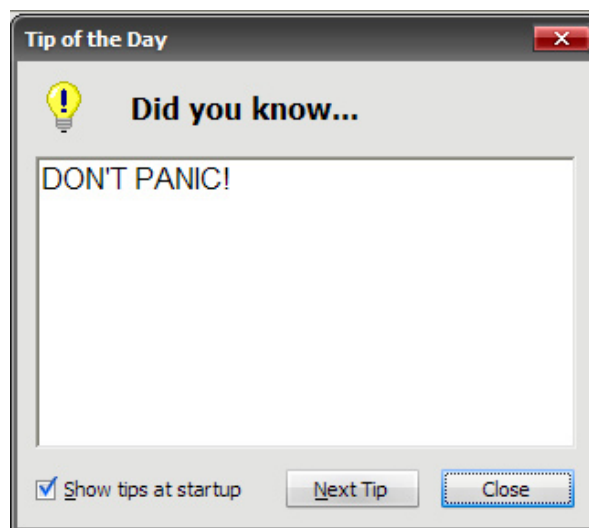 Tip of the Day
Did you know...
DON'T PANIC!
Show tips at startup
Next Tip
Close